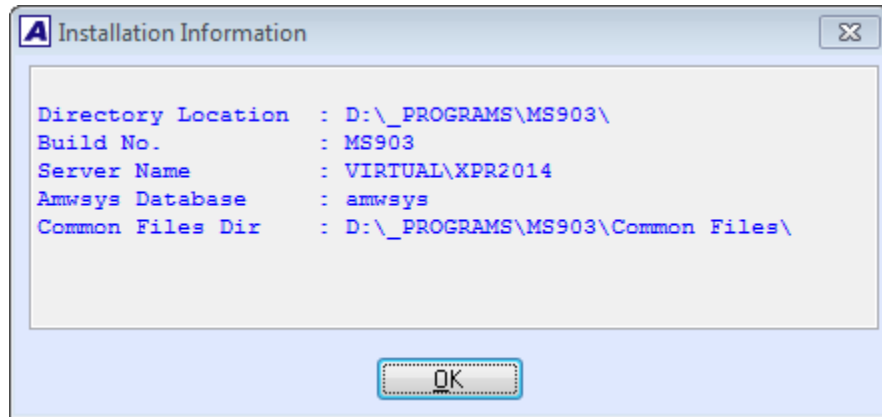 A Installation Information
Directory Location : D:\_PROGRAMS\MS903\
Build No. : MS903
Server Name : VIRTUAL\XPR2014
Amwsys Database : amwsys
Common Files Dir : D:\_PROGRAMS\MS903\Common Files\
OK